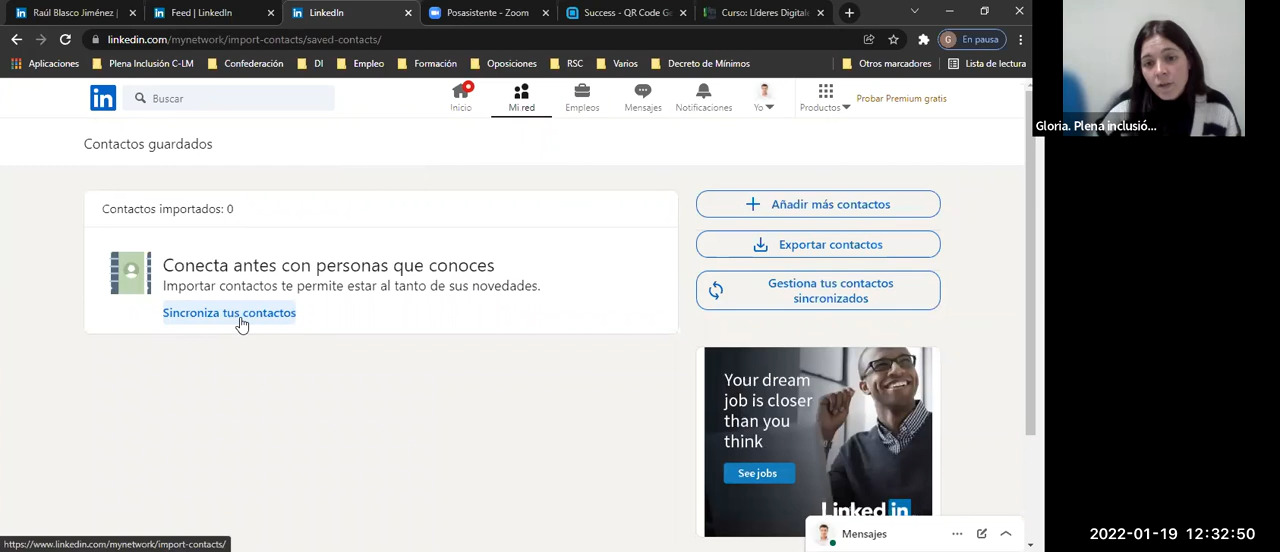 Raúl Blasco Jiménez |
Feed | LinkedIn
LinkedIn
Posasistente - Zoom
Success - QR Code Ge
Curso: Líderes Digitale
linkedin.com/mynetwork/import-contacts/saved-contacts/
G
En pausa
Aplicaciones
Plena Inclusión C-LM
Confederación
DI
Empleo
Formación
Oposiciones
RSC
Varios
Decreto de Mínimos
Otros marcadores
Lista de lectura
Gloria. Plena inclusió...
in
Buscar
Inicio
Mi red
Empleos
Mensajes
Notificaciones
Yo
Productos
Probar Premium gratis
Contactos guardados
Contactos importados: 0
Conecta antes con personas que conoces
Importar contactos te permite estar al tanto de sus novedades.
Sincroniza tus contactos
Añadir más contactos
Exportar contactos
Gestiona tus contactos
sincronizados
Your dream
job is closer
than you
think
See jobs
Linked in
Mensajes
https://www.linkedin.com/mynetwork/import-contacts/
2022-01-19 12:32:50